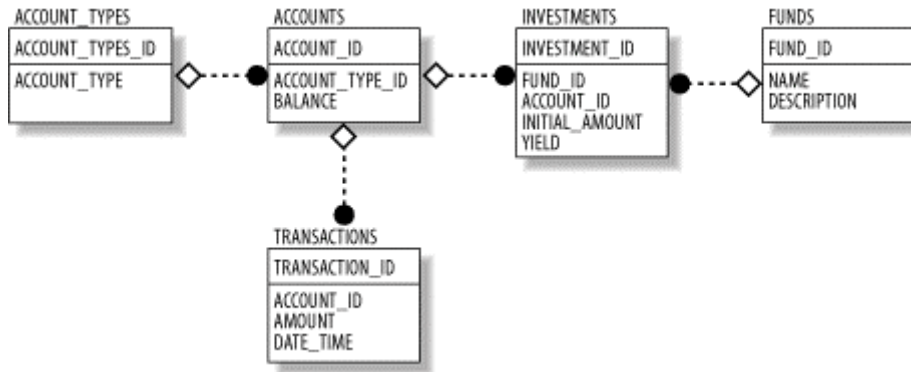 ACCOUNT_TYPES
ACCOUNT_TYPES_ID
ACCOUNT_TYPE
ACCOUNTS
ACCOUNT_ID
ACCOUNT_TYPE_ID
BALANCE
INVESTMENTS
INVESTMENT_ID
FUND_ID
ACCOUNT_ID
INITIAL_AMOUNT
YIELD
FUNDS
FUND_ID
NAME
DESCRIPTION
TRANSACTIONS
TRANSACTION_ID
ACCOUNT_ID
AMOUNT
DATE_TIME